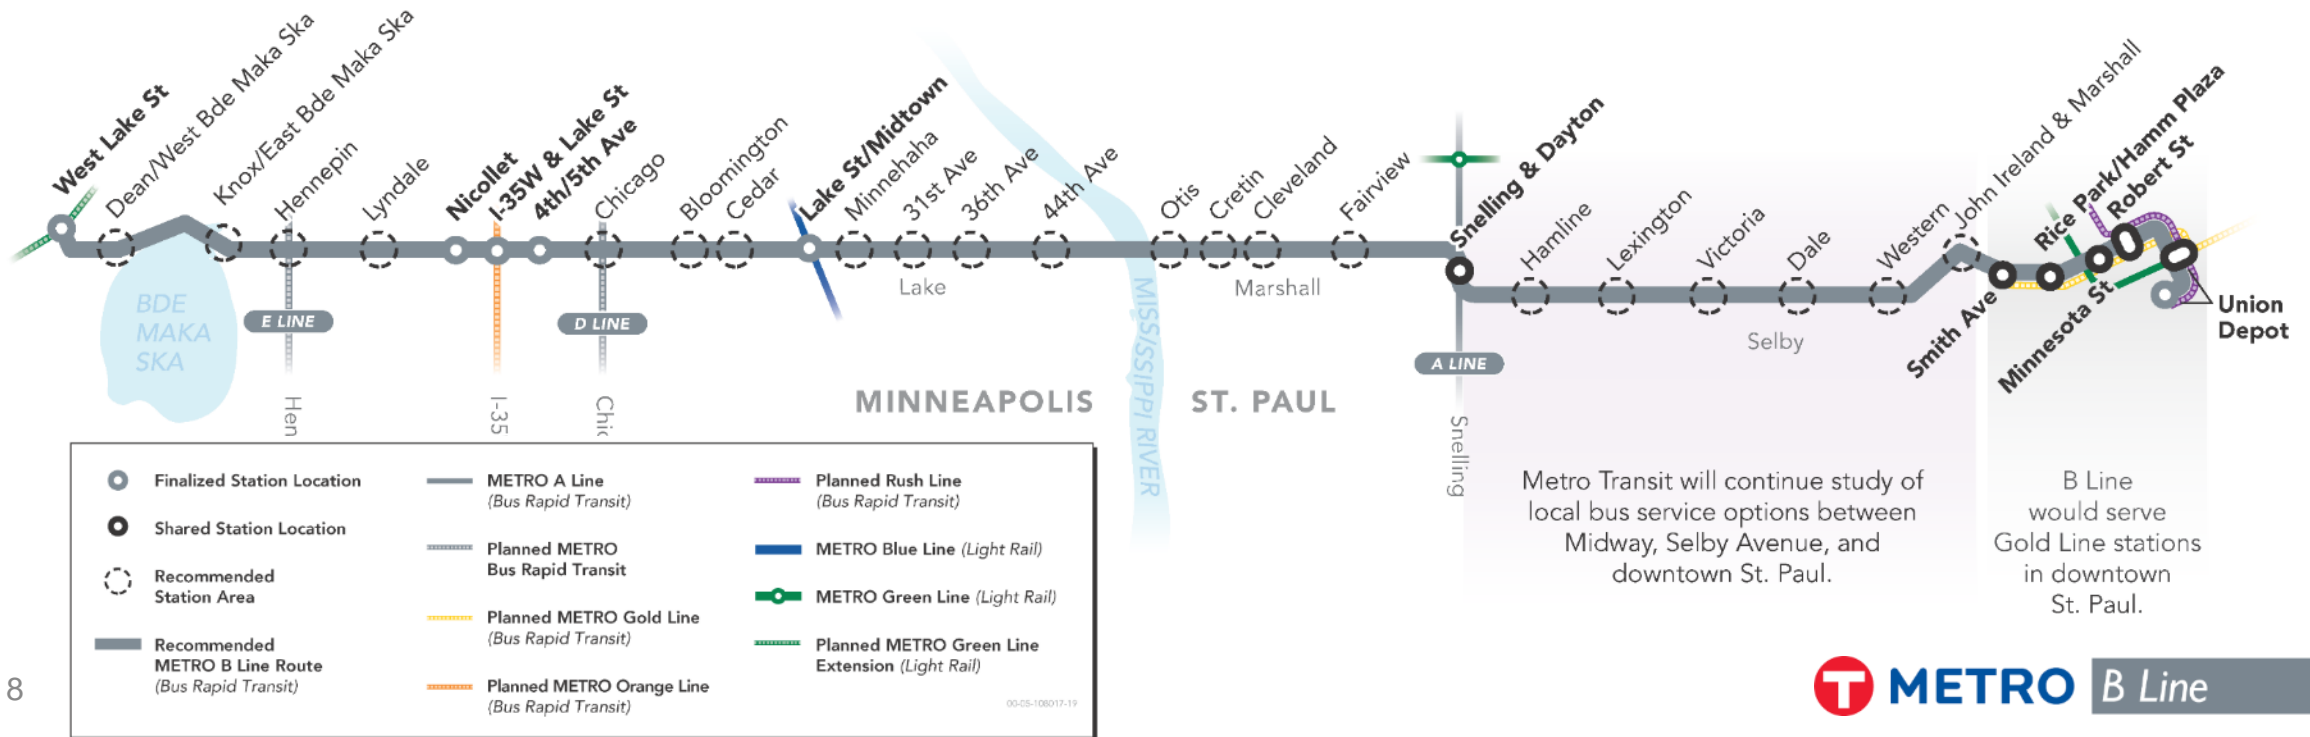 West Lake St
Dean/West Bde Maka Ska
Knox/East Bde Maka Ska
Hennepin
Lyndale
Nicollet
I-35W & Lake St
4th/5th Ave
Chicago
Bloomington
Cedar
Lake St/Midtown
Minnehaha
31st Ave
36th Ave
44th Ave
Otis
Cretin
Cleveland
Fairview
Snelling & Dayton
Hamline
Lexington
Victoria
Dale
Western
John Ireland & Marshall
Smith Ave
Rice Park/Hamm Plaza
Minnesota St
Robert St
Union
Depot
BDE
MAKA
SKA
E LINE
D LINE
A LINE
Lake
Marshall
Selby
MISSISSIPPI RIVER
MINNEAPOLIS
ST. PAUL
Hen
I-35
Chic
Snelling
Metro Transit will continue study of
local bus service options between
Midway, Selby Avenue, and
downtown St. Paul.
B Line
would serve
Gold Line stations
in downtown
St. Paul.
Finalized Station Location
Shared Station Location
Recommended
Station Area
Recommended
METRO B Line Route
(Bus Rapid Transit)
METRO A Line
(Bus Rapid Transit)
Planned METRO
Bus Rapid Transit
Planned METRO Gold Line
(Bus Rapid Transit)
Planned METRO Orange Line
(Bus Rapid Transit)
Planned Rush Line
(Bus Rapid Transit)
METRO Blue Line (Light Rail)
METRO Green Line (Light Rail)
Planned METRO Green Line
Extension (Light Rail)
00-05-108017-19
8
T METRO B Line